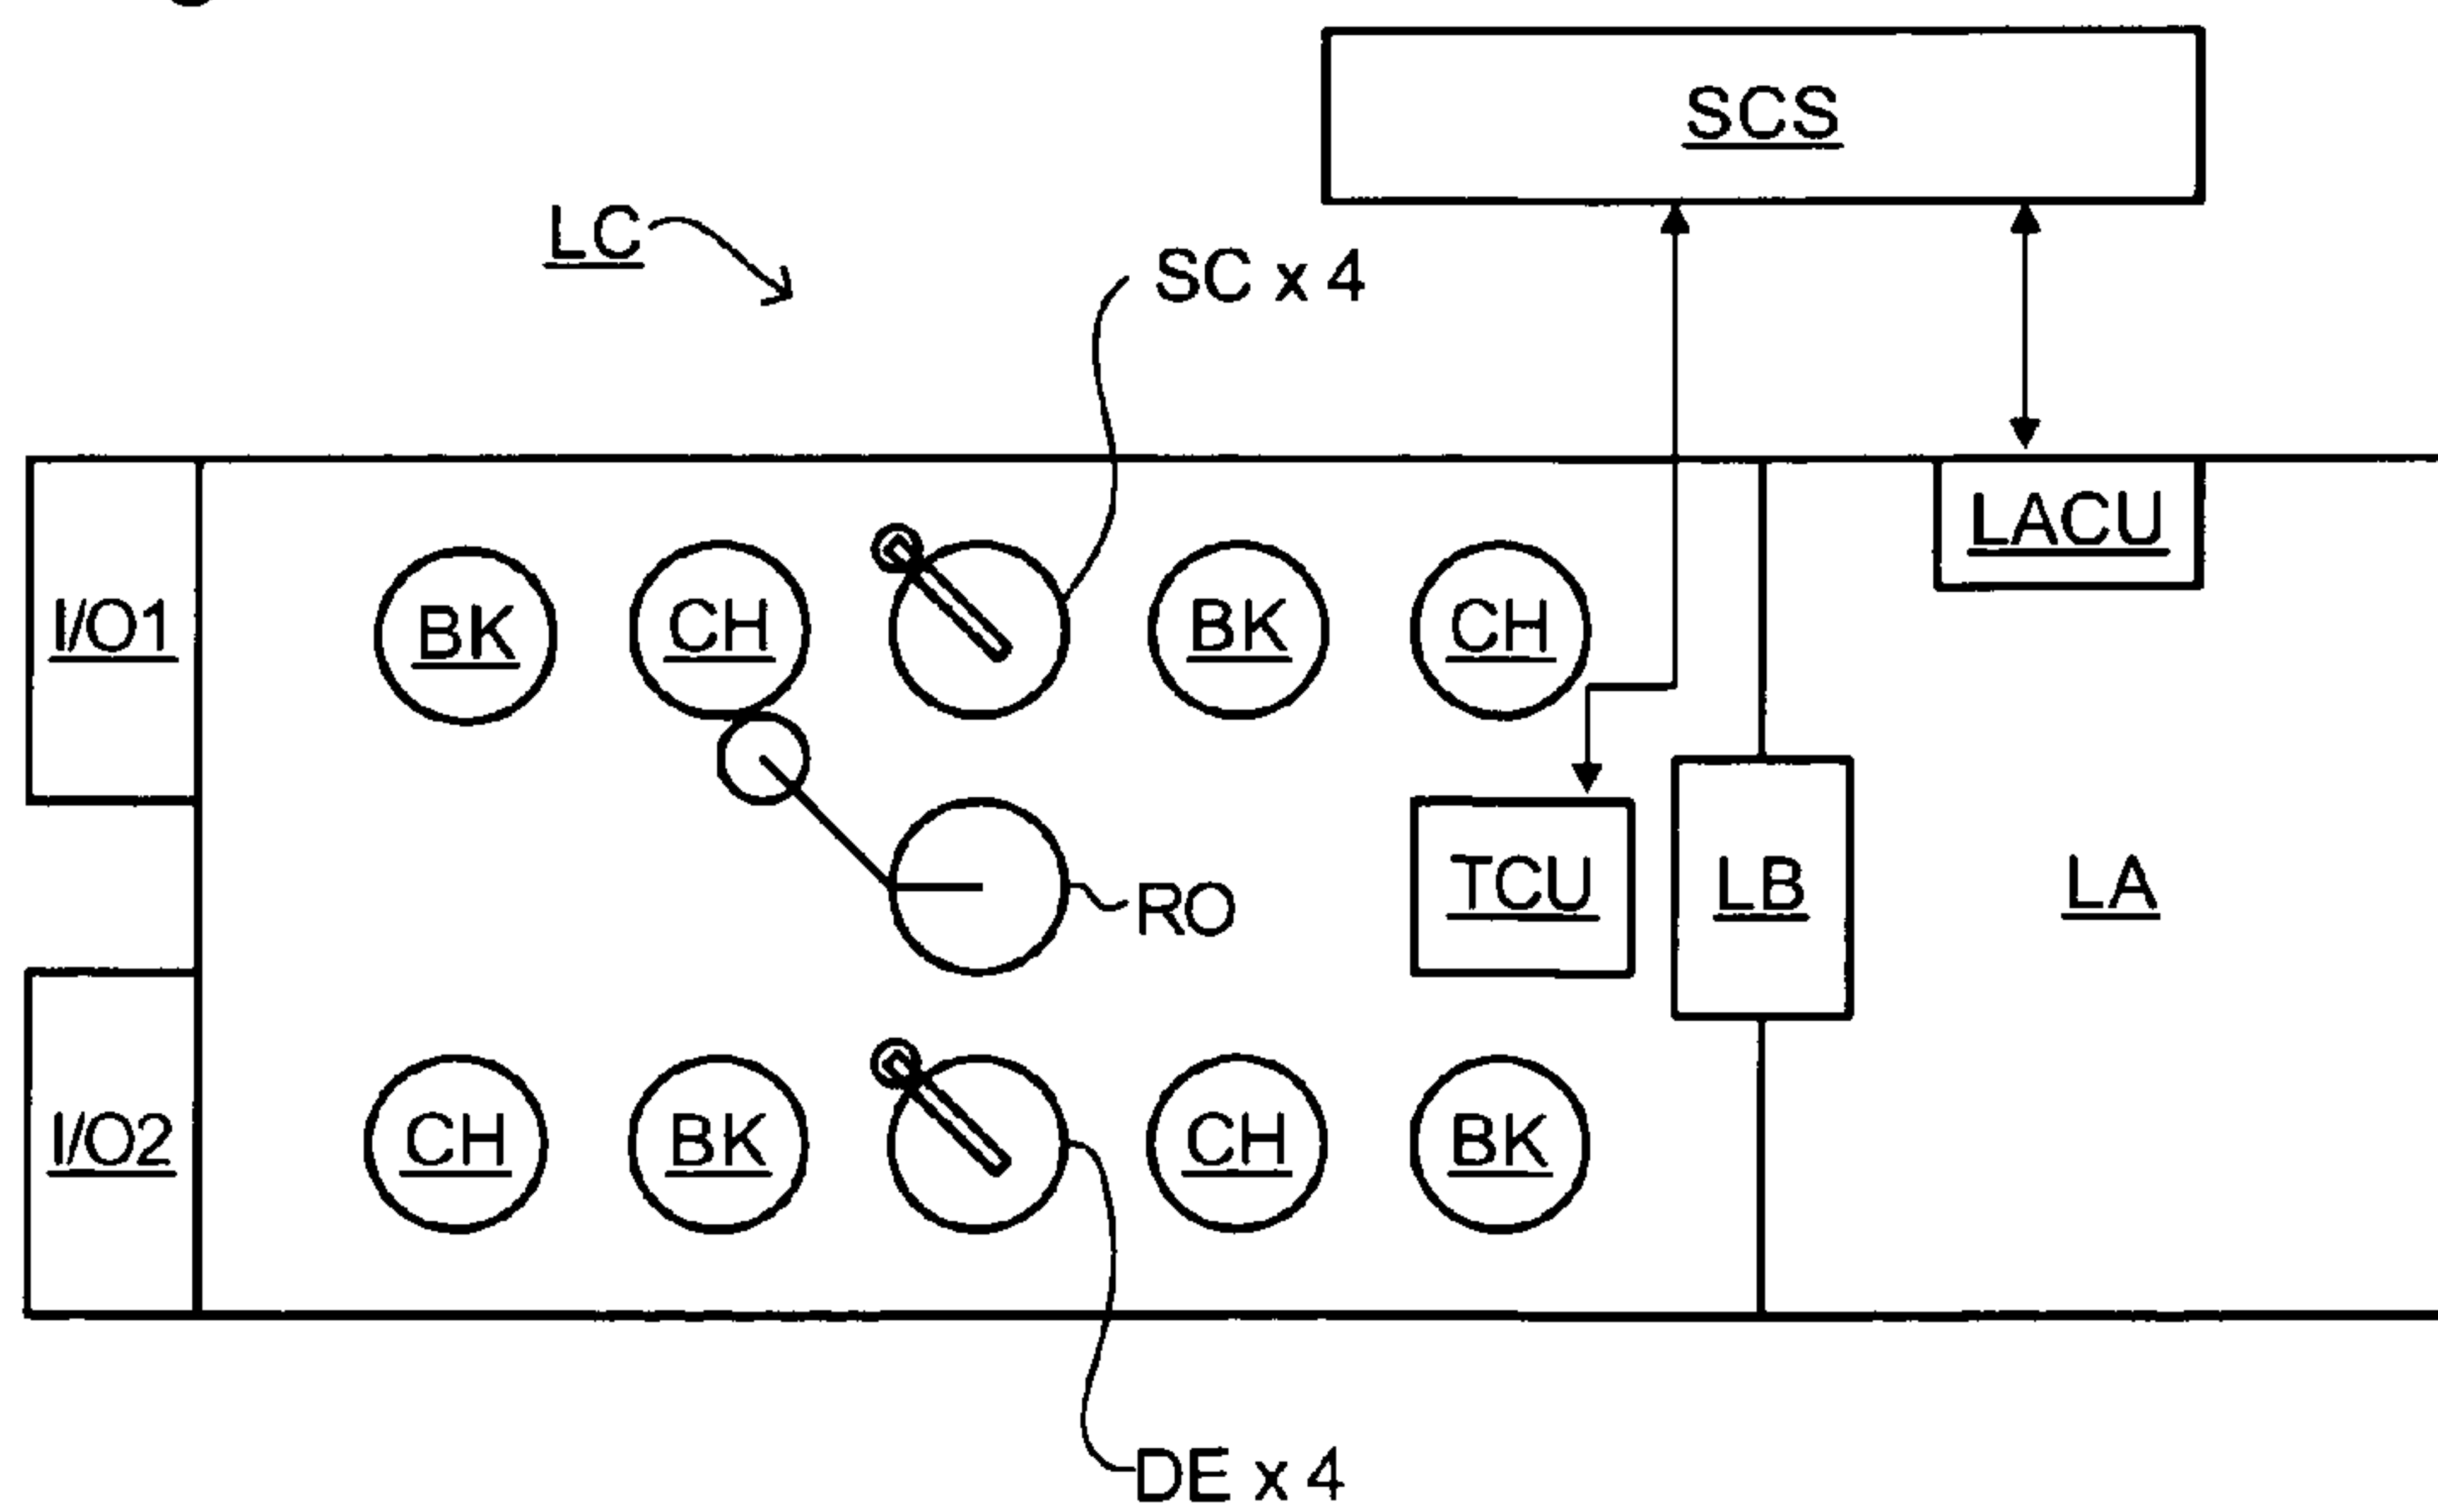 SCS
LC
SC x 4
LACU
I/O1
BK
CH
BK
CH
TCU
LB
LA
RO
I/O2
CH
BK
CH
BK
DE x 4